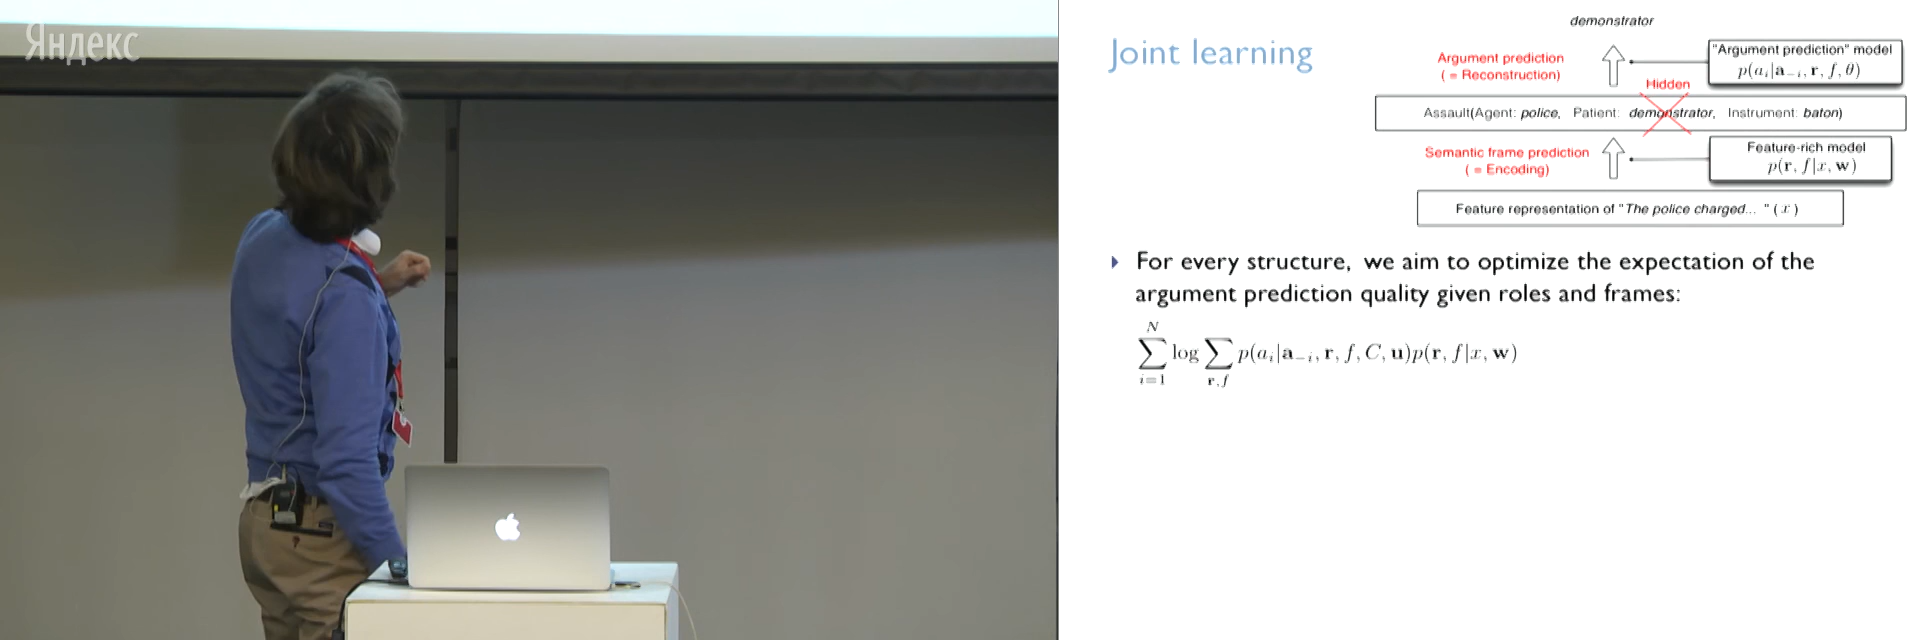 Яндекс
Joint learning
demonstrator
Argument prediction
( = Reconstruction)
"Argument prediction" model
p(a_i|a_{-i}, r, f, θ)
Hidden
Assault(Agent: police, Patient: demonstrator, Instrument: baton)
Semantic frame prediction
( = Encoding)
Feature-rich model
p(r, f|x, w)
Feature representation of "The police charged... " ( x )
For every structure, we aim to optimize the expectation of the
argument prediction quality given roles and frames:
\sum_{i=1}^{N} log \sum_{r,f} p(a_i|a_{-i}, r, f, C, u)p(r, f|x, w)